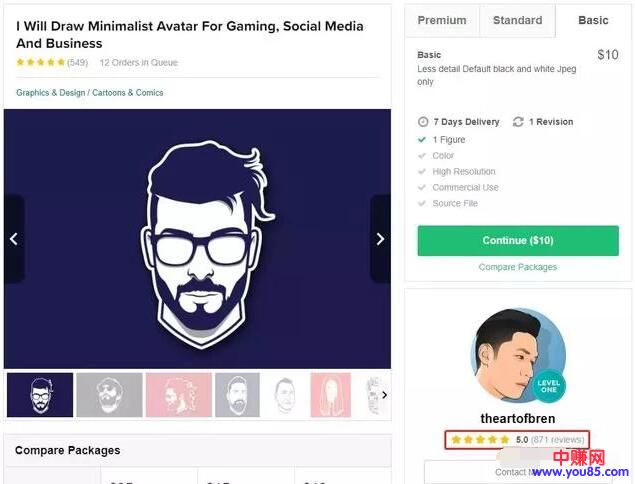 I Will Draw Minimalist Avatar For Gaming, Social Media
And Business
(549) 12 Orders in Queue
Graphics & Design / Cartoons & Comics
Premium Standard Basic
Basic $10
Less detail Default black and white Jpeg
only
7 Days Delivery 1 Revision
1 Figure
Color
High Resolution
Commercial Use
Source File
Continue ($10)
Compare Packages
LEVEL
ONE
theartofbren
5.0 (871 reviews)
Contact
Compare Packages
中赚网
www.you85.com